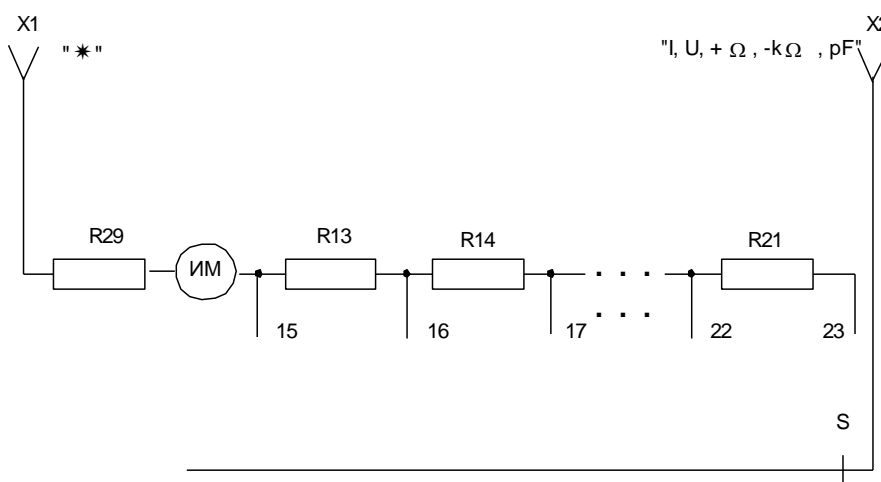 X1
X2
" ✷ "
"I, U, + Ω , -kΩ , pF"
R29
ИМ
R13
R14
R21
15
16
17
22
23
S